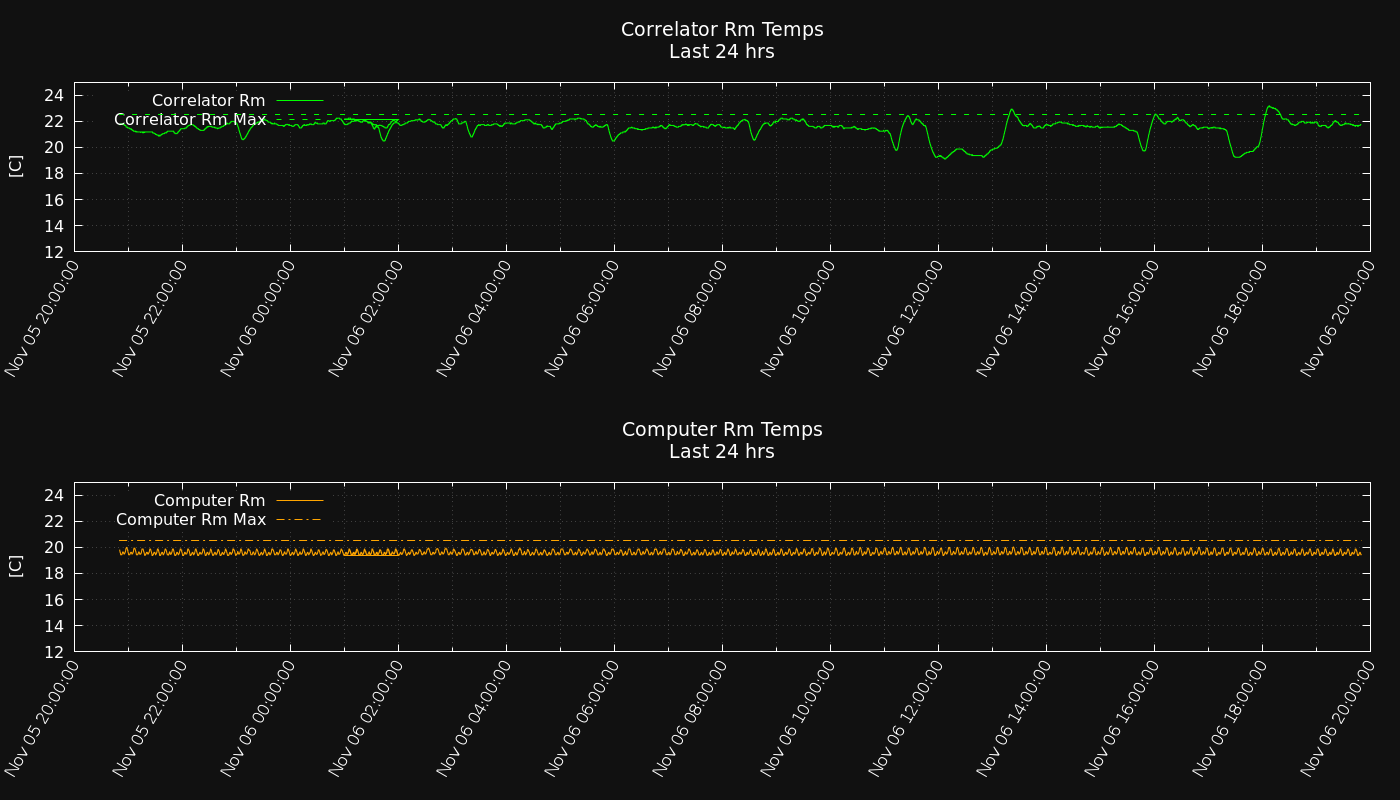 Correlator Rm Temps
Last 24 hrs
Correlator Rm
Correlator Rm Max
[C]
24
22
20
18
16
14
12
Nov 05 20:00:00
Nov 05 22:00:00
Nov 06 00:00:00
Nov 06 02:00:00
Nov 06 04:00:00
Nov 06 06:00:00
Nov 06 08:00:00
Nov 06 10:00:00
Nov 06 12:00:00
Nov 06 14:00:00
Nov 06 16:00:00
Nov 06 18:00:00
Nov 06 20:00:00
Computer Rm Temps
Last 24 hrs
Computer Rm
Computer Rm Max
[C]
24
22
20
18
16
14
12
Nov 05 20:00:00
Nov 05 22:00:00
Nov 06 00:00:00
Nov 06 02:00:00
Nov 06 04:00:00
Nov 06 06:00:00
Nov 06 08:00:00
Nov 06 10:00:00
Nov 06 12:00:00
Nov 06 14:00:00
Nov 06 16:00:00
Nov 06 18:00:00
Nov 06 20:00:00